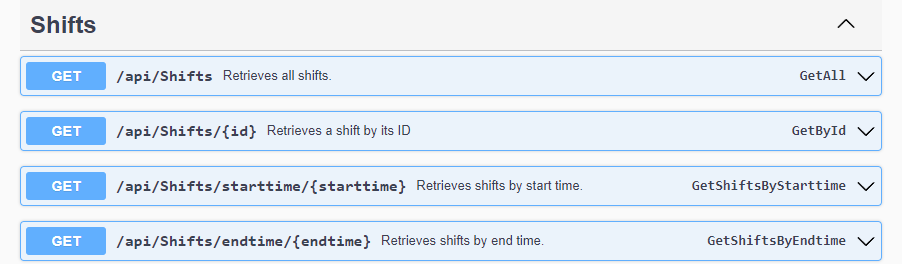 Shifts
GET /api/Shifts Retrieves all shifts. GetAll
GET /api/Shifts/{id} Retrieves a shift by its ID GetById
GET /api/Shifts/starttime/{starttime} Retrieves shifts by start time. GetShiftsByStarttime
GET /api/Shifts/endtime/{endtime} Retrieves shifts by end time. GetShiftsByEndtime